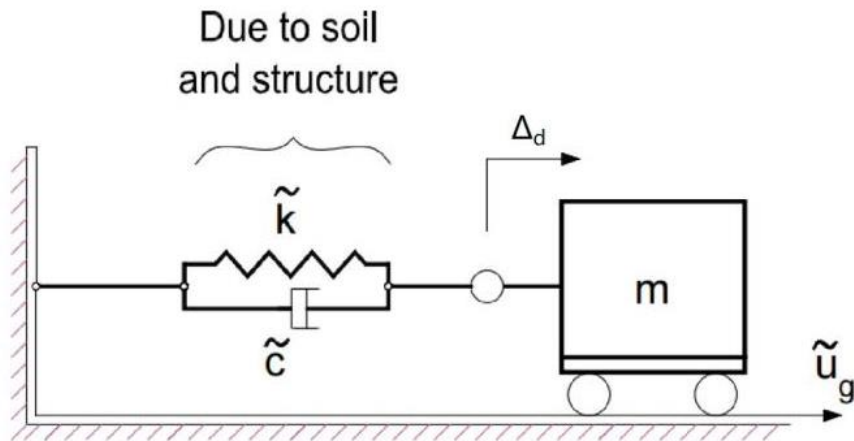 Due to soil
and structure
Δd
k̃
m
c̃
ũg